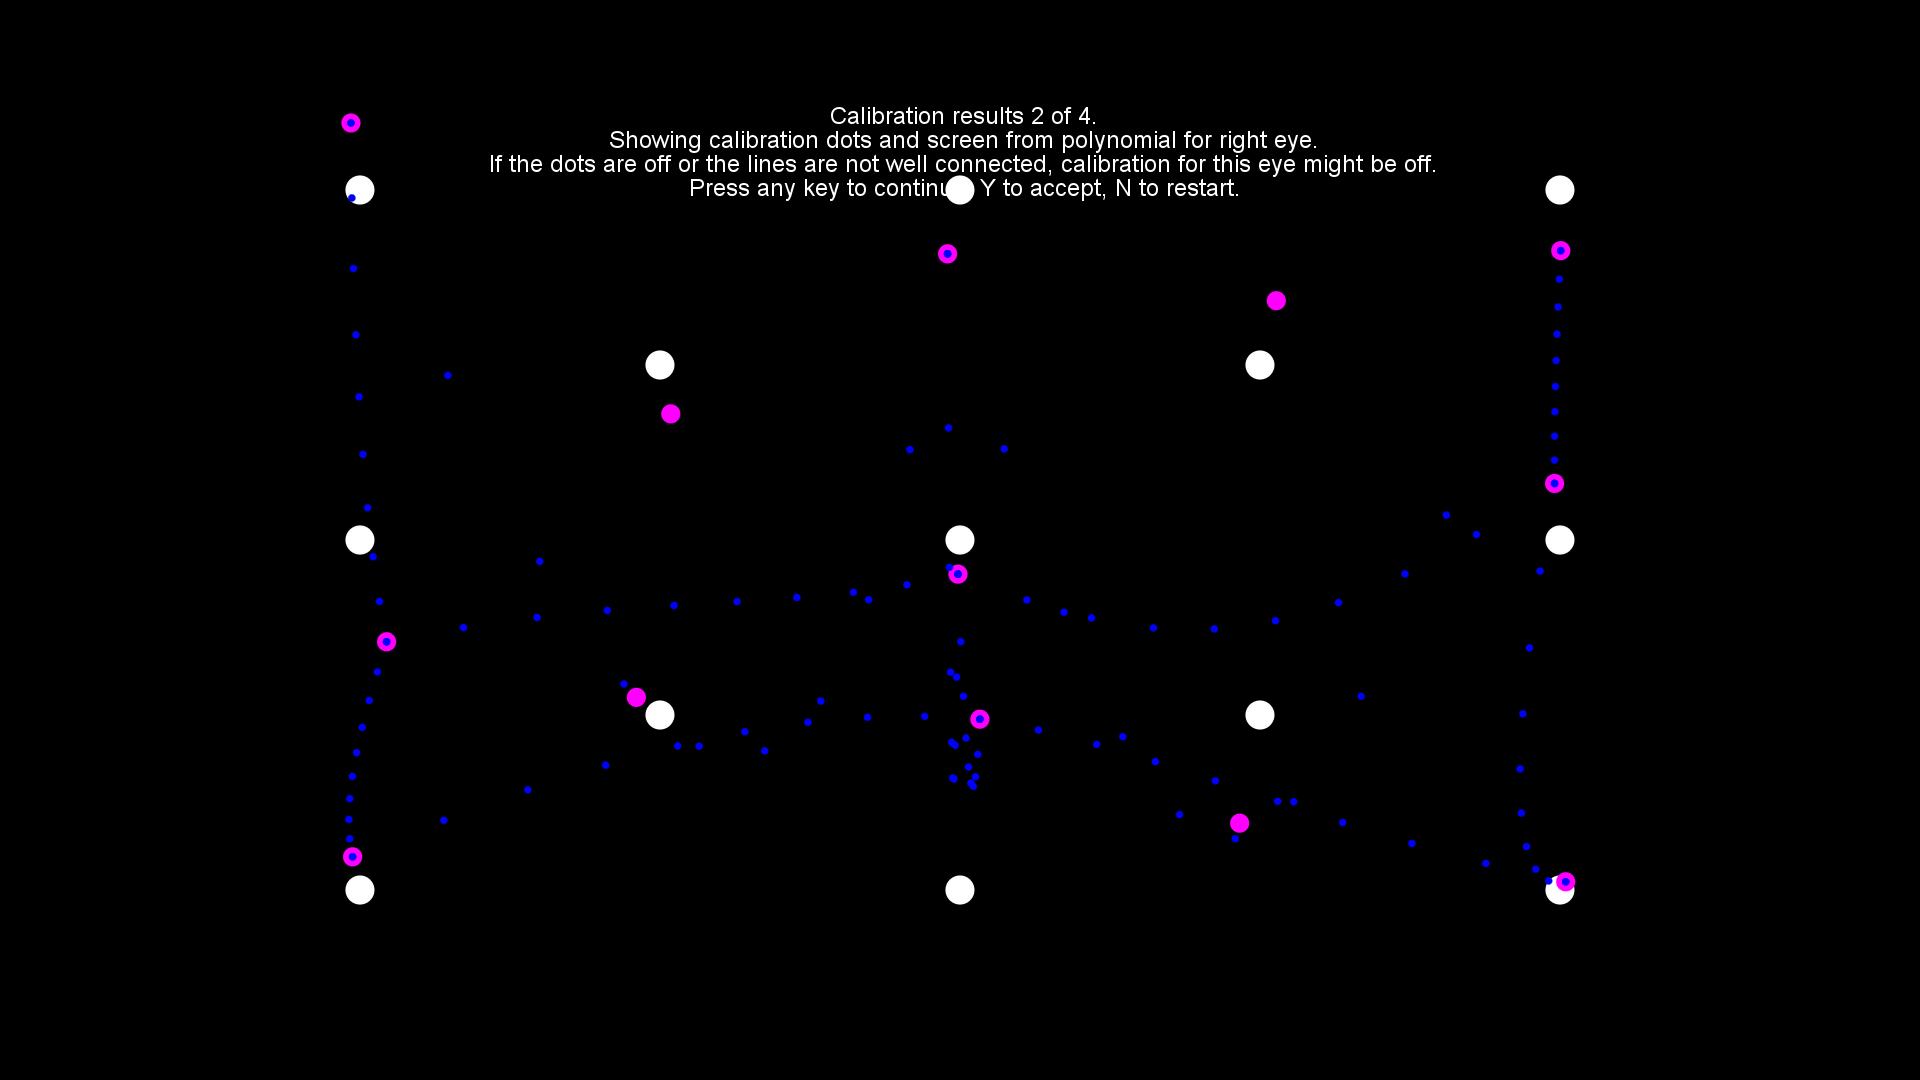 Calibration results 2 of 4.
Showing calibration dots and screen from polynomial for right eye.
If the dots are off or the lines are not well connected, calibration for this eye might be off.
Press any key to continu Y to accept, N to restart.